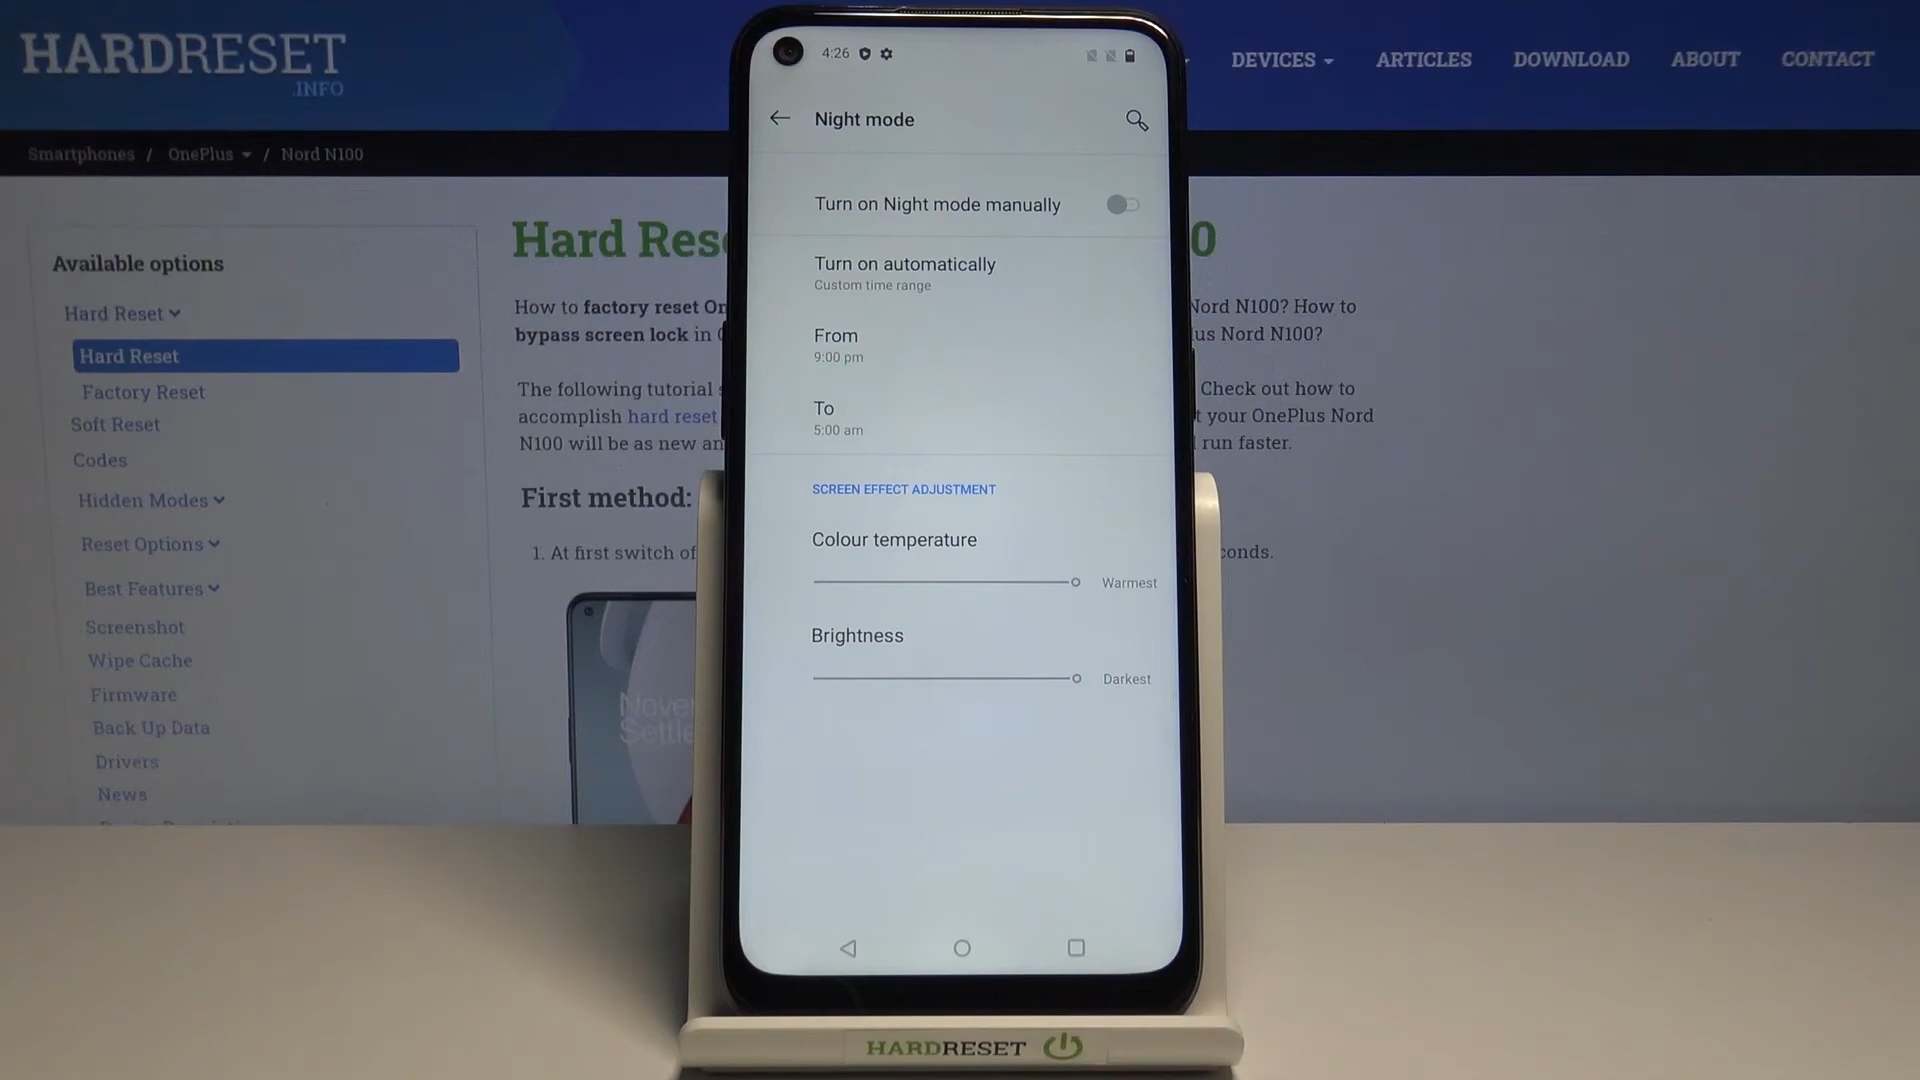 HARDRESET
.INFO
DEVICES
ARTICLES
DOWNLOAD
ABOUT
CONTACT
Smartphones / OnePlus / Nord N100
Available options
Hard Reset
Hard Reset
Factory Reset
Soft Reset
Codes
Hidden Modes
Reset Options
Best Features
Screenshot
Wipe Cache
Firmware
Back Up Data
Drivers
News
Hard Res 0
How to factory reset On Nord N100? How to
bypass screen lock in us Nord N100?
The following tutorial s Check out how to
accomplish hard reset t your OnePlus Nord
N100 will be as new an run faster.
First method:
1. At first switch of conds.
Never
Settle
4:26
Night mode
Turn on Night mode manually
Turn on automatically
Custom time range
From
9:00 pm
To
5:00 am
SCREEN EFFECT ADJUSTMENT
Colour temperature
Warmest
Brightness
Darkest
HARDRESET